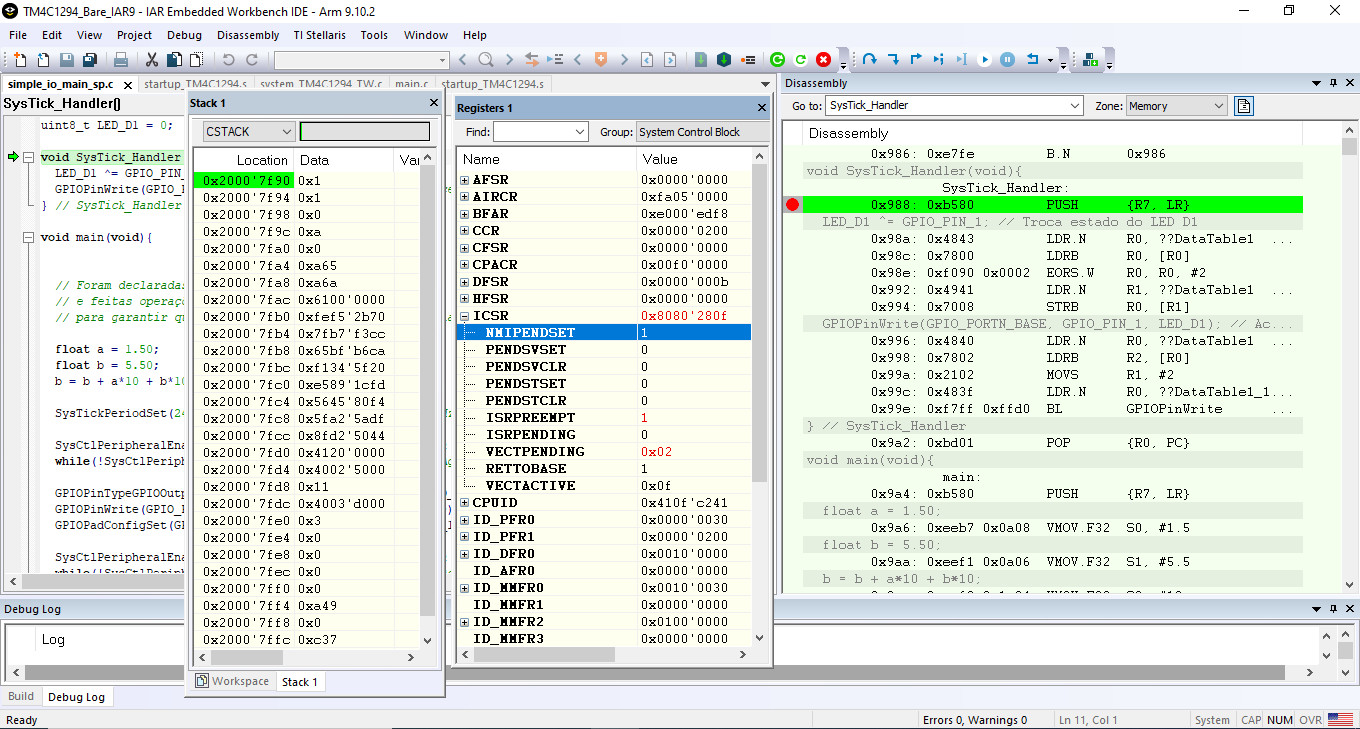 TM4C1294_Bare_IAR9 - IAR Embedded Workbench IDE - Arm 9.10.2
File Edit View Project Debug Disassembly TI Stellaris Tools Window Help
simple_io_main_sp.c startup_TM4C1294.s system_TM4C1294_TW.c main.c startup_TM4C1294.s
SysTick_Handler()
uint8_t LED_D1 = 0;
void SysTick_Handler
LED_D1 ^= GPIO_PIN_
GPIOPinWrite(GPIO_
} // SysTick_Handler
void main(void){
// Foram declaradas
// e feitas operaço
// para garantir qu
float a = 1.50;
float b = 5.50;
b = b + a*10 + b*10
SysTickPeriodSet(24
SysCtlPeripheralEna
while(!SysCtlPeriph
GPIOPinTypeGPIOOutp
GPIOPinWrite(GPIO_
GPIOPadConfigSet(G
SysCtlPeripheralEna
while(!SysCtlPeriph
Stack 1
CSTACK
Location Data Var
0x2000'7f90 0x1
0x2000'7f94 0x1
0x2000'7f98 0x0
0x2000'7f9c 0xa
0x2000'7fa0 0x0
0x2000'7fa4 0xa65
0x2000'7fa8 0xa6a
0x2000'7fac 0x6100'0000
0x2000'7fb0 0xfef5'2b70
0x2000'7fb4 0x7fb7'f3cc
0x2000'7fb8 0x65bf'b6ca
0x2000'7fbc 0xf134'5f20
0x2000'7fc0 0xe589'1cfd
0x2000'7fc4 0x5645'80f4
0x2000'7fc8 0x5fa2'5adf
0x2000'7fcc 0x8fd2'5044
0x2000'7fd0 0x4120'0000
0x2000'7fd4 0x4002'5000
0x2000'7fd8 0x11
0x2000'7fdc 0x4003'd000
0x2000'7fe0 0x3
0x2000'7fe4 0x0
0x2000'7fe8 0x0
0x2000'7fec 0x0
0x2000'7ff0 0x0
0x2000'7ff4 0xa49
0x2000'7ff8 0x0
0x2000'7ffc 0xc37
Workspace Stack 1
Registers 1
Find: Group: System Control Block
Name Value
AFSR 0x0000'0000
AIRCR 0xfa05'0000
BFAR 0xe000'edf8
CCR 0x0000'0200
CFSR 0x0000'0000
CPACR 0x00f0'0000
DFSR 0x0000'000b
HFSR 0x0000'0000
ICSR 0x8080'280f
NMIPENDSET 1
PENDSVSET 0
PENDSVCLR 0
PENDSTSET 0
PENDSTCLR 0
ISRPREEMPT 1
ISRPENDING 0
VECTPENDING 0x02
RETTOBASE 1
VECTACTIVE 0x0f
CPUID 0x410f'c241
ID_PFR0 0x0000'0030
ID_PFR1 0x0000'0200
ID_DFR0 0x0010'0000
ID_AFR0 0x0000'0000
ID_MMFR0 0x0010'0030
ID_MMFR1 0x0000'0000
ID_MMFR2 0x0100'0000
ID_MMFR3 0x0000'0000
Disassembly
Go to: SysTick_Handler Zone: Memory
Disassembly
0x986: 0xe7fe B.N 0x986
void SysTick_Handler(void){
SysTick_Handler:
0x988: 0xb580 PUSH {R7, LR}
LED_D1 ^= GPIO_PIN_1; // Troca estado do LED D1
0x98a: 0x4843 LDR.N R0, ??DataTable1 ...
0x98c: 0x7800 LDRB R0, [R0]
0x98e: 0xf090 0x0002 EORS.W R0, R0, #2
0x992: 0x4941 LDR.N R1, ??DataTable1 ...
0x994: 0x7008 STRB R0, [R1]
GPIOPinWrite(GPIO_PORTN_BASE, GPIO_PIN_1, LED_D1); // Ac...
0x996: 0x4840 LDR.N R0, ??DataTable1 ...
0x998: 0x7802 LDRB R2, [R0]
0x99a: 0x2102 MOVS R1, #2
0x99c: 0x483f LDR.N R0, ??DataTable1_1...
0x99e: 0xf7ff 0xffd0 BL GPIOPinWrite ...
} // SysTick_Handler
0x9a2: 0xbd01 POP {R0, PC}
void main(void){
main:
0x9a4: 0xb580 PUSH {R7, LR}
float a = 1.50;
0x9a6: 0xeeb7 0x0a08 VMOV.F32 S0, #1.5
float b = 5.50;
0x9aa: 0xeef1 0x0a06 VMOV.F32 S1, #5.5
b = b + a*10 + b*10;
Debug Log
Log
Build Debug Log
Ready Errors 0, Warnings 0 Ln 11, Col 1 System CAP NUM OVR